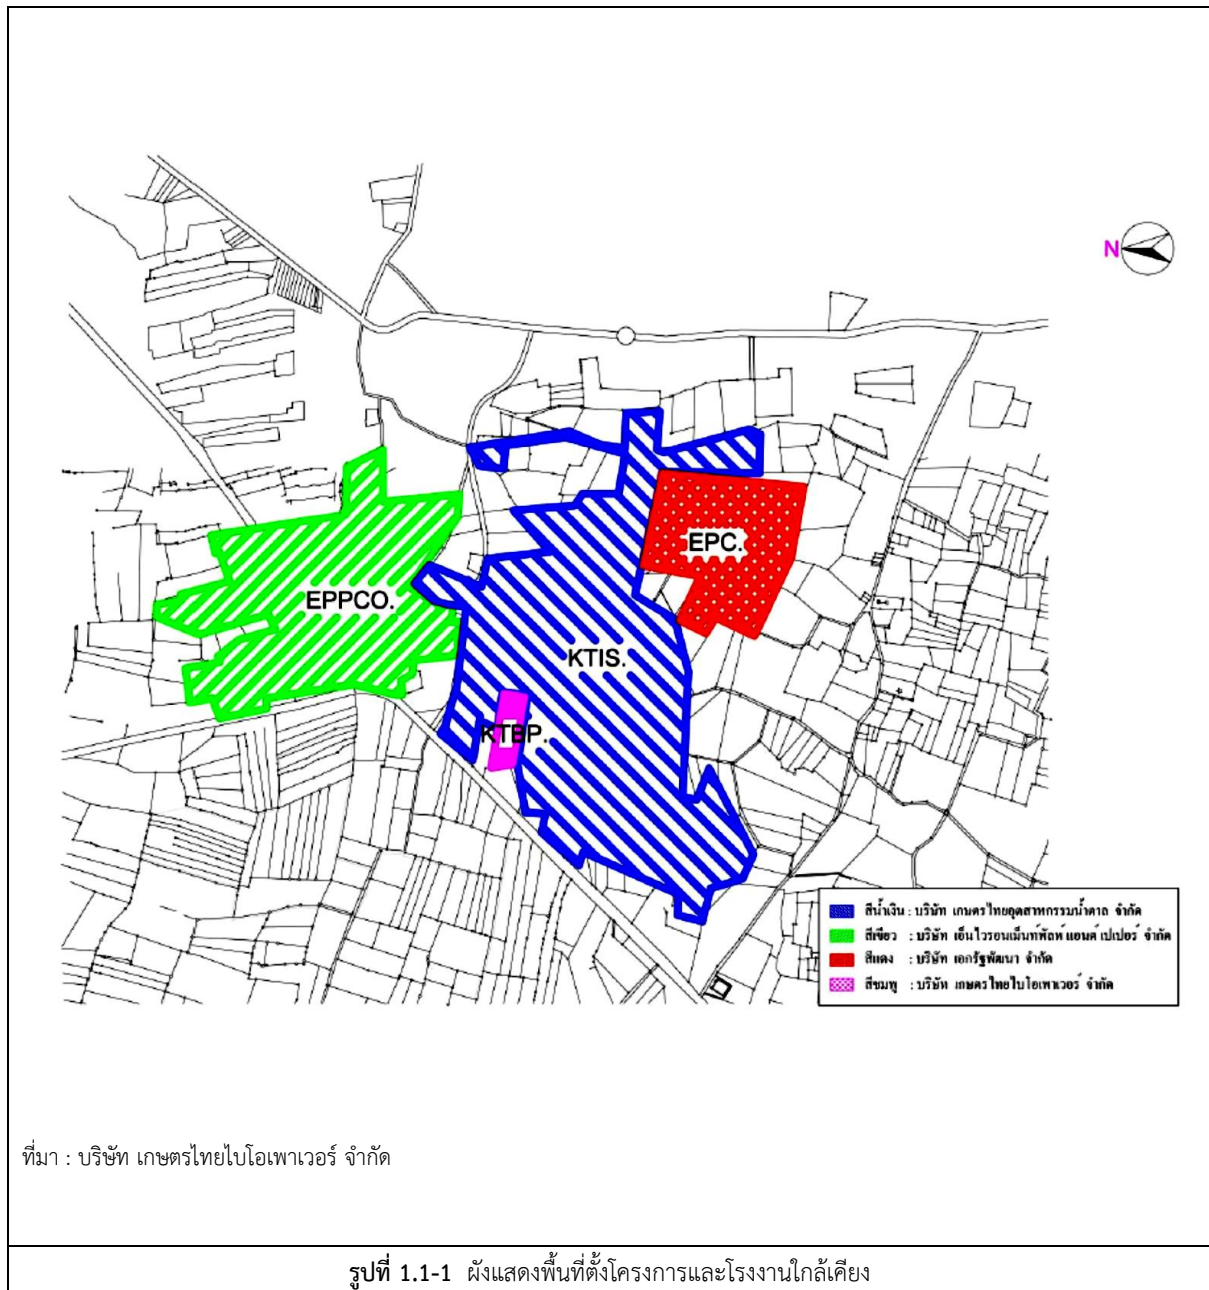 N
EPC.
EPPCO.
KTIS.
KTBP.
สีน้ำเงิน : บริษัท เกษตรไทยอุตสาหกรรมน้ำตาล จำกัด
สีเขียว : บริษัท เอ็นไวรอนเม็นท์พัลพ์ แอนด์ เปเปอร์ จำกัด
สีแดง : บริษัท เอกรัฐพัฒนา จำกัด
สีชมพู : บริษัท เกษตรไทยไบโอเพาเวอร์ จำกัด
ที่มา : บริษัท เกษตรไทยไบโอเพาเวอร์ จำกัด
รูปที่ 1.1-1 ผังแสดงพื้นที่ตั้งโครงการและโรงงานใกล้เคียง